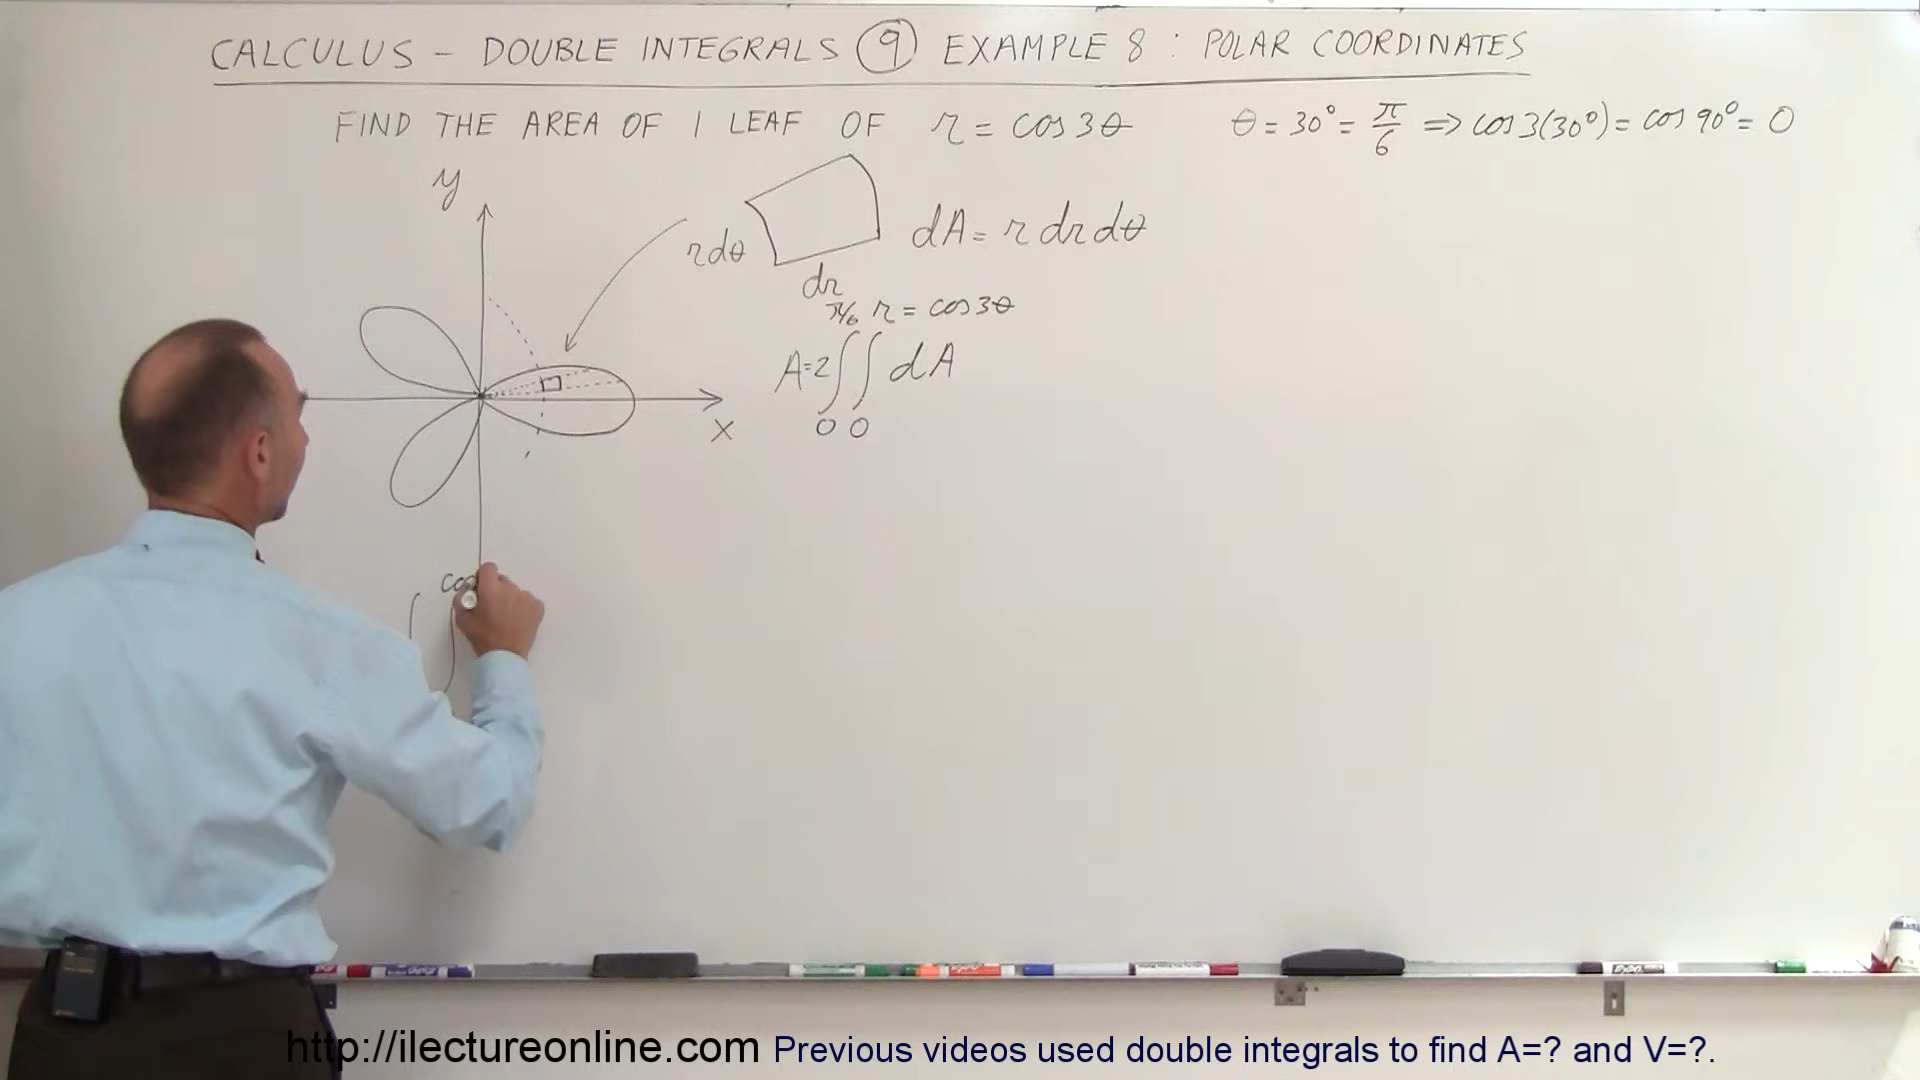 CALCULUS - DOUBLE INTEGRALS 9 EXAMPLE 8 : POLAR COORDINATES
FIND THE AREA OF 1 LEAF OF r = cos 3θ
θ = 30° = π/6 => cos 3(30°) = cos 90° = 0
y
r dθ
dA = r dr dθ
dr
π/6 r = cos 3θ
A = 2 ∫∫ dA
0 0
x
cos
∫∫
http://ilectureonline.com Previous videos used double integrals to find A=? and V=?.